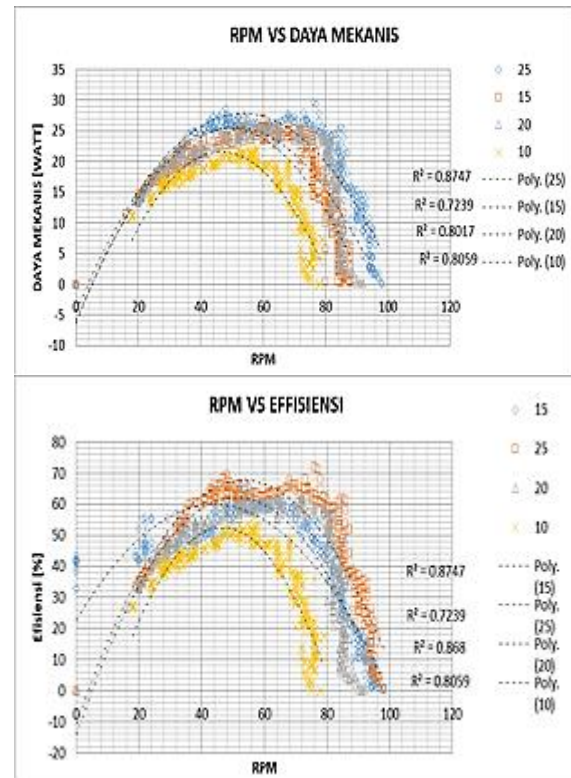 RPM VS DAYA MEKANIS
DAYA MEKANIS [WATT]
35
30
25
20
15
10
5
0
-5
-10
0 20 40 60 80 100 120
RPM
25
15
20
10
R² = 0.8747
R² = 0.7239
R² = 0.8017
R² = 0.8059
Poly. (25)
Poly. (15)
Poly. (20)
Poly. (10)
RPM VS EFFISIENSI
Efisiensi [%]
80
70
60
50
40
30
20
10
0
-10
-20
0 20 40 60 80 100 120
RPM
15
25
20
10
R² = 0.8747
R² = 0.7239
R² = 0.868
R² = 0.8059
Poly.
(15)
Poly.
(25)
Poly.
(20)
Poly.
(10)